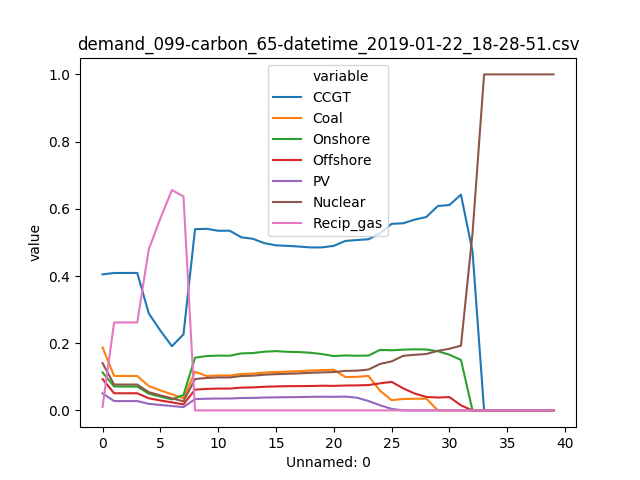 demand_099-carbon_65-datetime_2019-01-22_18-28-51.csv
1.0
0.8
0.6
0.4
0.2
0.0
value
variable
CCGT
Coal
Onshore
Offshore
PV
Nuclear
Recip_gas
0 5 10 15 20 25 30 35 40
Unnamed: 0